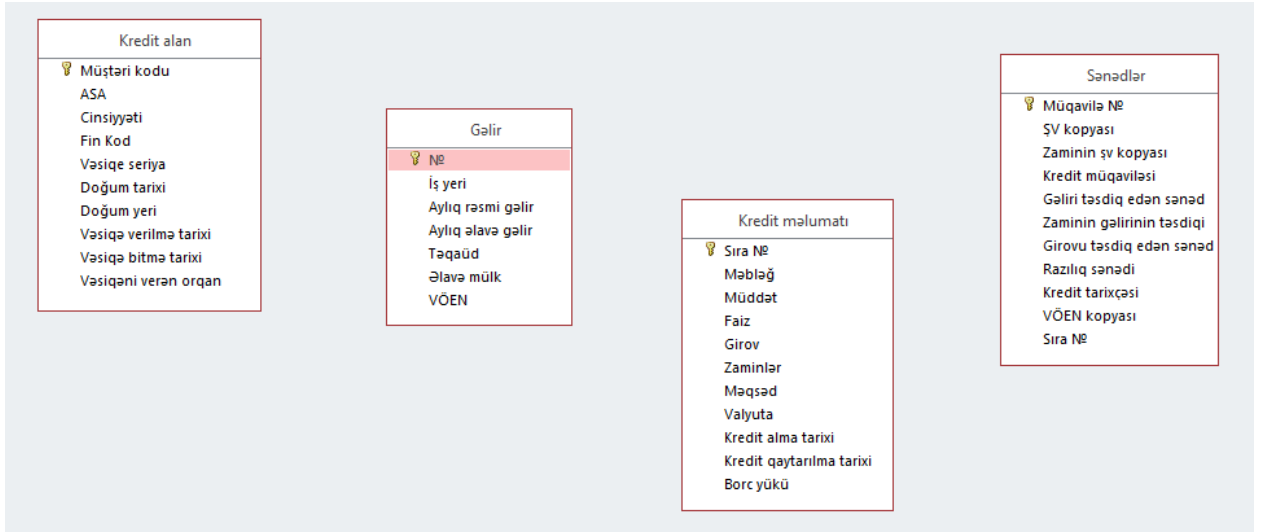 Kredit alan
Müştəri kodu
ASA
Cinsiyyəti
Fin Kod
Vəsiqe seriya
Doğum tarixi
Doğum yeri
Vəsiqə verilmə tarixi
Vəsiqə bitmə tarixi
Vəsiqəni verən orqan
Gəlir
№
İş yeri
Aylıq rəsmi gəlir
Aylıq əlavə gəlir
Təqaüd
Əlavə mülk
VÖEN
Kredit məlumatı
Sıra №
Məbləğ
Müddət
Faiz
Girov
Zaminlər
Məqsəd
Valyuta
Kredit alma tarixi
Kredit qaytarılma tarixi
Borc yükü
Sənədlər
Müqavilə №
ŞV kopyası
Zaminin şv kopyası
Kredit müqaviləsi
Gəliri təsdiq edən sənəd
Zaminin gəlirinin təsdiqi
Girovu təsdiq edən sənəd
Razılıq sənədi
Kredit tarixçəsi
VÖEN kopyası
Sıra №